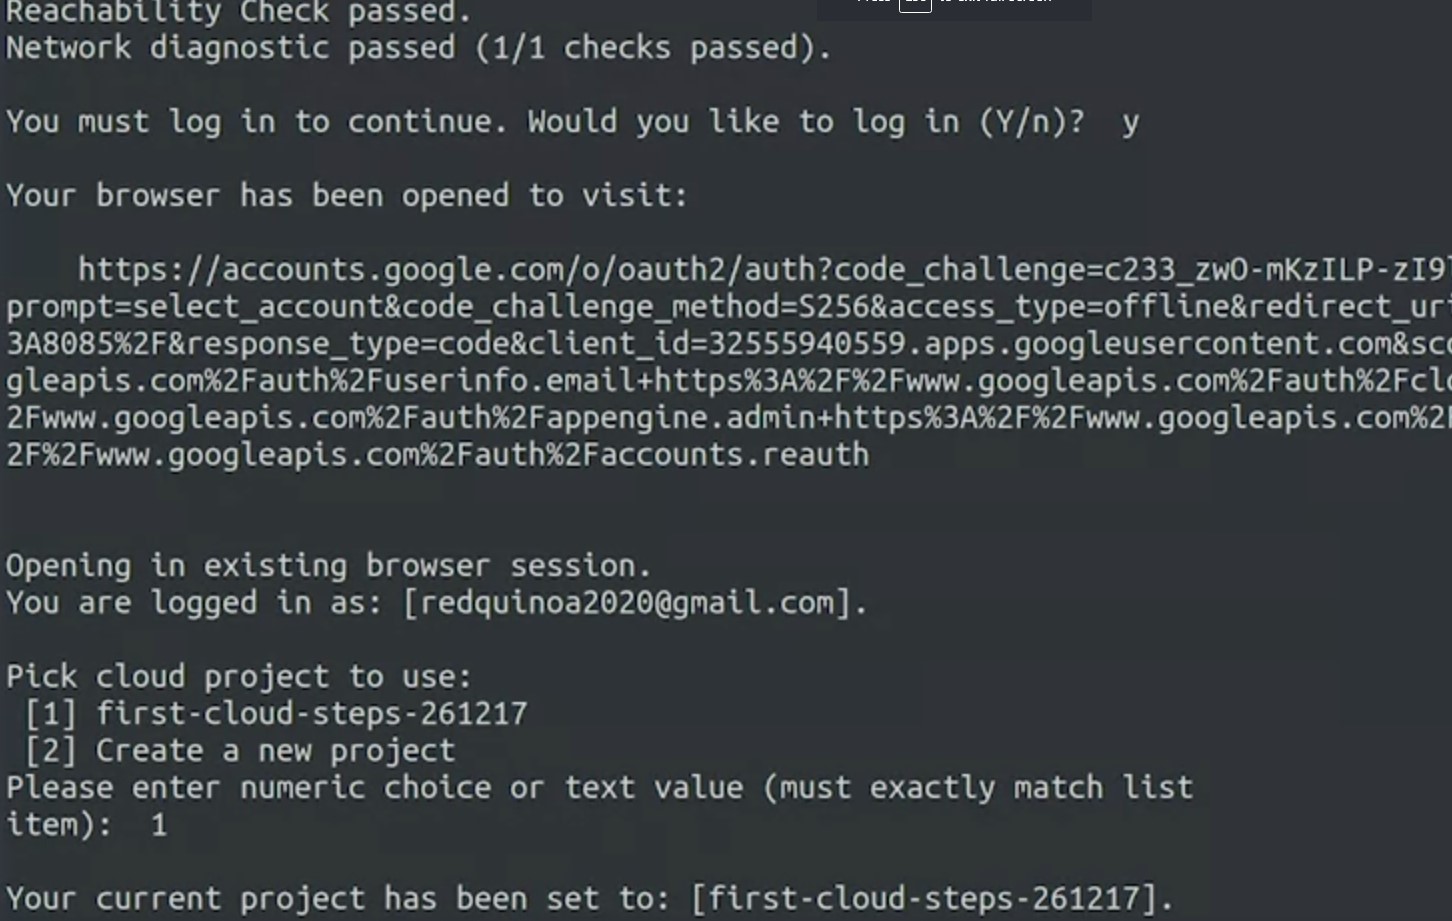 Reachability Check passed.
Network diagnostic passed (1/1 checks passed).
You must log in to continue. Would you like to log in (Y/n)?  y
Your browser has been opened to visit:
https://accounts.google.com/o/oauth2/auth?code_challenge=c233_zwO-mKzILP-zI9
prompt=select_account&code_challenge_method=S256&access_type=offline&redirect_ur
3A8085%2F&response_type=code&client_id=32555940559.apps.googleusercontent.com&sco
gleapis.com%2Fauth%2Fuserinfo.email+https%3A%2F%2Fwww.googleapis.com%2Fauth%2Fclo
2Fwww.googleapis.com%2Fauth%2Fappengine.admin+https%3A%2F%2Fwww.googleapis.com%2
2F%2Fwww.googleapis.com%2Fauth%2Faccounts.reauth
Opening in existing browser session.
You are logged in as: [redquinoa2020@gmail.com].
Pick cloud project to use:
[1] first-cloud-steps-261217
[2] Create a new project
Please enter numeric choice or text value (must exactly match list
item):  1
Your current project has been set to: [first-cloud-steps-261217].